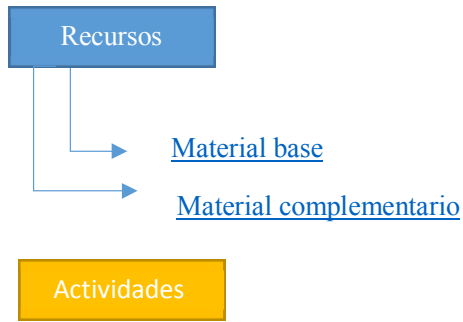 Recursos
Material base
Material complementario
Actividades